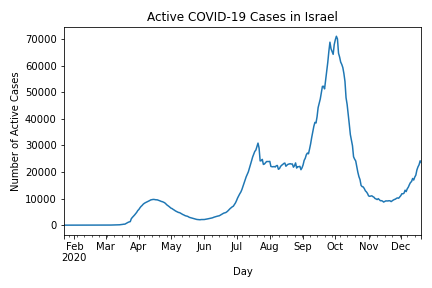 Active COVID-19 Cases in Israel
Number of Active Cases
70000
60000
50000
40000
30000
20000
10000
0
Feb Mar Apr May Jun Jul Aug Sep Oct Nov Dec
2020
Day